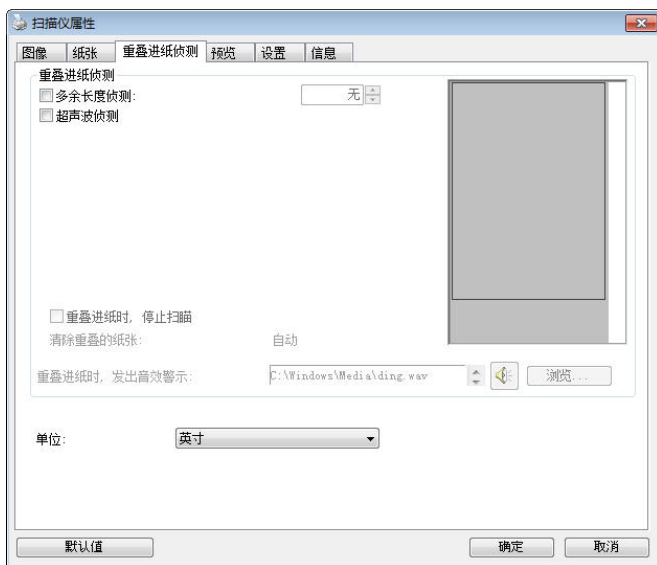 扫描仪属性
图像 纸张 重叠进纸侦测 预览 设置 信息
重叠进纸侦测
多余长度侦测: 无
超声波侦测
重叠进纸时, 停止扫瞄
清除重叠的纸张: 自动
重叠进纸时, 发出音效警示: C:\Windows\Media\ding.wav 浏览...
单位: 英寸
默认值 确定 取消